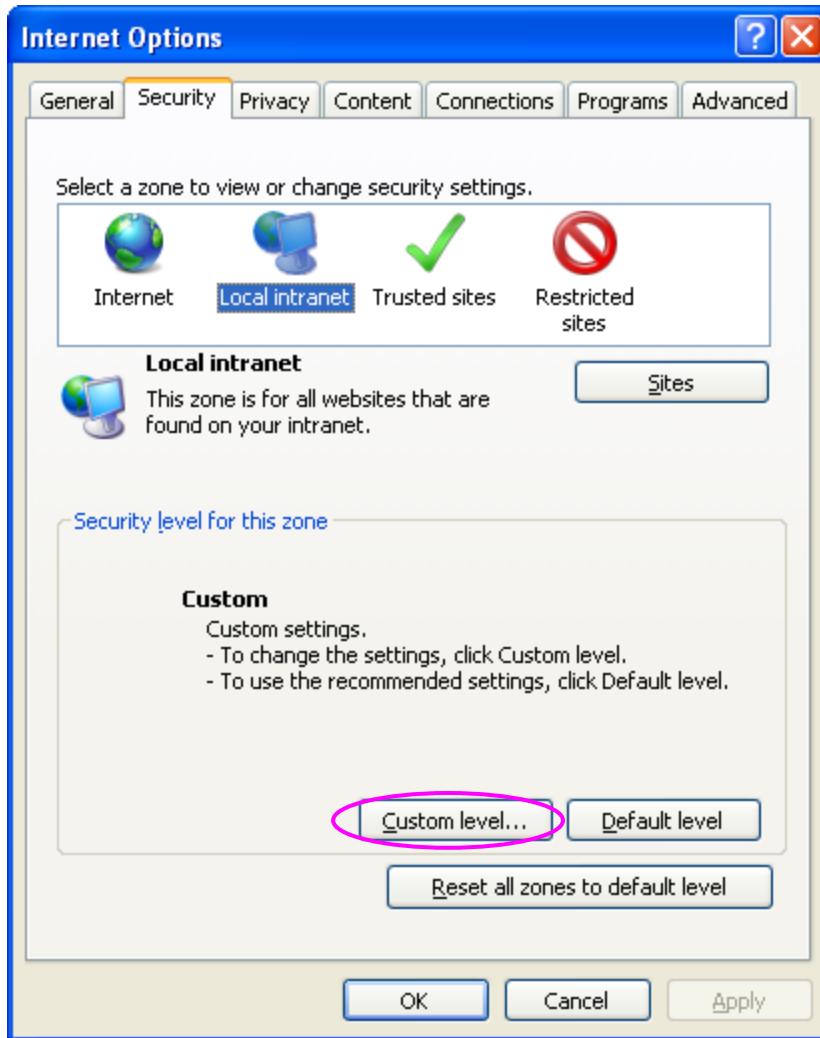 Internet Options
General Security Privacy Content Connections Programs Advanced
Select a zone to view or change security settings.
Internet Local intranet Trusted sites Restricted sites
Local intranet
Sites
This zone is for all websites that are
found on your intranet.
Security level for this zone
Custom
Custom settings.
- To change the settings, click Custom level.
- To use the recommended settings, click Default level.
Custom level... Default level
Reset all zones to default level
OK Cancel Apply